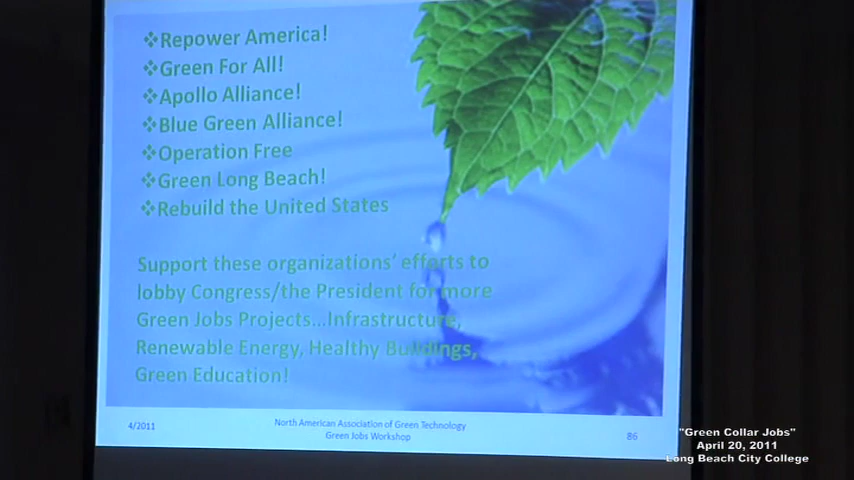 ❖Repower America!
❖Green For All!
❖Apollo Alliance!
❖Blue Green Alliance!
❖Operation Free
❖Green Long Beach!
❖Rebuild the United States
Support these organizations' efforts to
lobby Congress/the President for more
Green Jobs Projects...Infrastructure,
Renewable Energy, Healthy Buildings,
Green Education!
4/2011
North American Association of Green Technology
Green Jobs Workshop
86
"Green Collar Jobs"
April 20, 2011
Long Beach City College